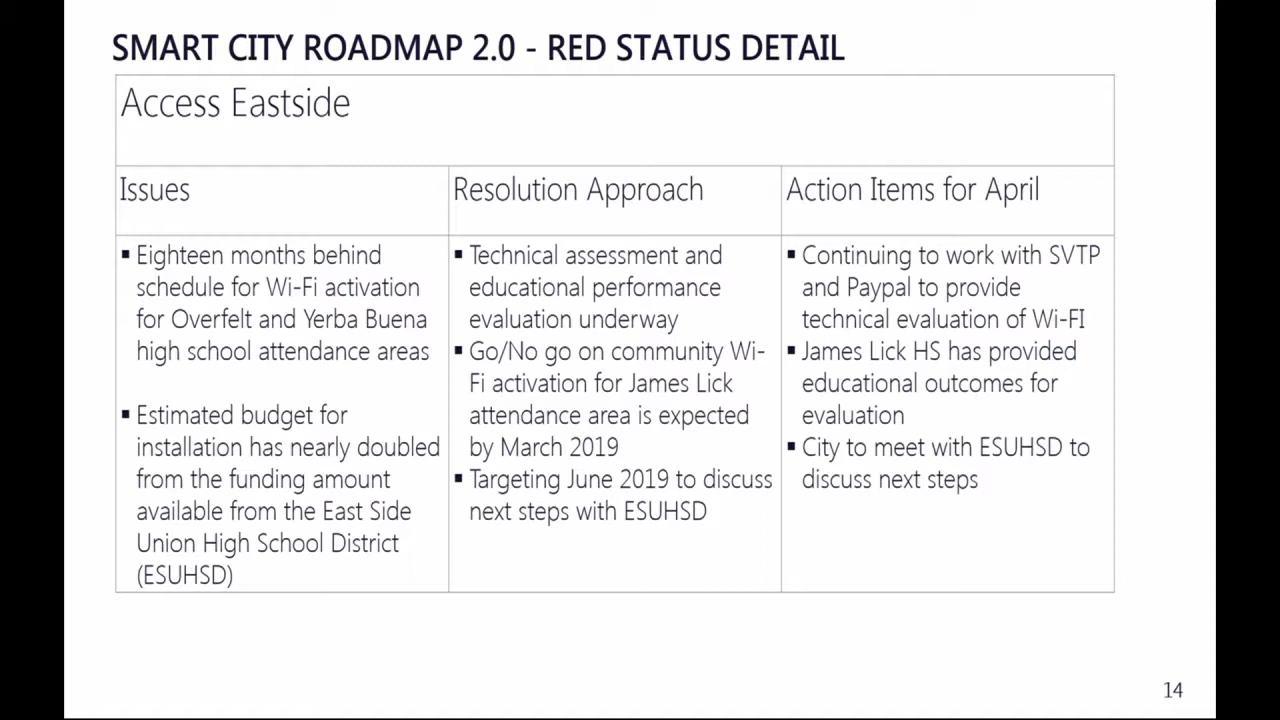 SMART CITY ROADMAP 2.0 - RED STATUS DETAIL
Access Eastside
Issues
Resolution Approach
Action Items for April
▪ Eighteen months behind
schedule for Wi-Fi activation
for Overfelt and Yerba Buena
high school attendance areas
▪ Estimated budget for
installation has nearly doubled
from the funding amount
available from the East Side
Union High School District
(ESUHSD)
▪ Technical assessment and
educational performance
evaluation underway
▪ Go/No go on community Wi-
Fi activation for James Lick
attendance area is expected
by March 2019
▪ Targeting June 2019 to discuss
next steps with ESUHSD
▪ Continuing to work with SVTP
and Paypal to provide
technical evaluation of Wi-FI
▪ James Lick HS has provided
educational outcomes for
evaluation
▪ City to meet with ESUHSD to
discuss next steps
14